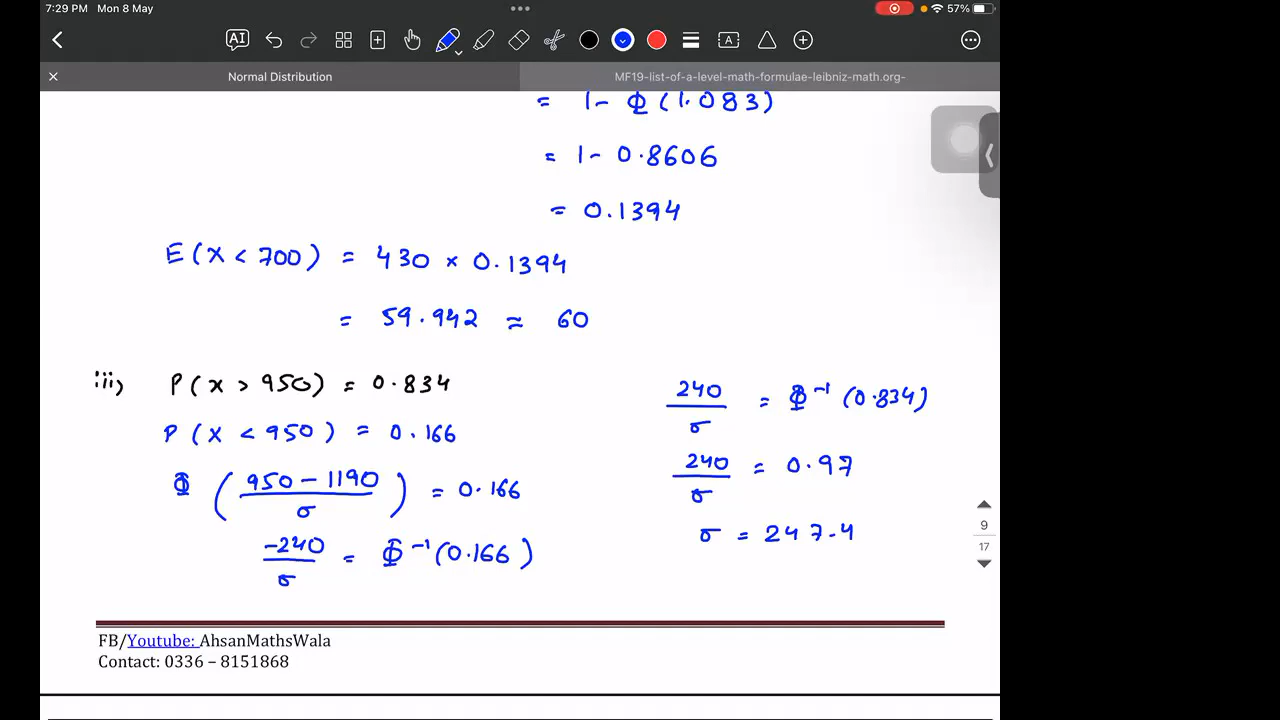 7:29 PM Mon 8 May
57%
AI
A
Normal Distribution
MF19-list-of-a-level-math-formulae-leibniz-math.org-
= 1 - Φ (1.083)
= 1 - 0.8606
= 0.1394
E (x < 700) = 430 × 0.1394
= 59.942 ≈ 60
iii, P (x > 950) = 0.834
P (x < 950) = 0.166
Φ ( (950 - 1190)/σ ) = 0.166
-240/σ = Φ⁻¹ (0.166)
240/σ = Φ⁻¹ (0.834)
240/σ = 0.97
σ = 247.4
9
17
FB/Youtube: AhsanMathsWala
Contact: 0336 – 8151868